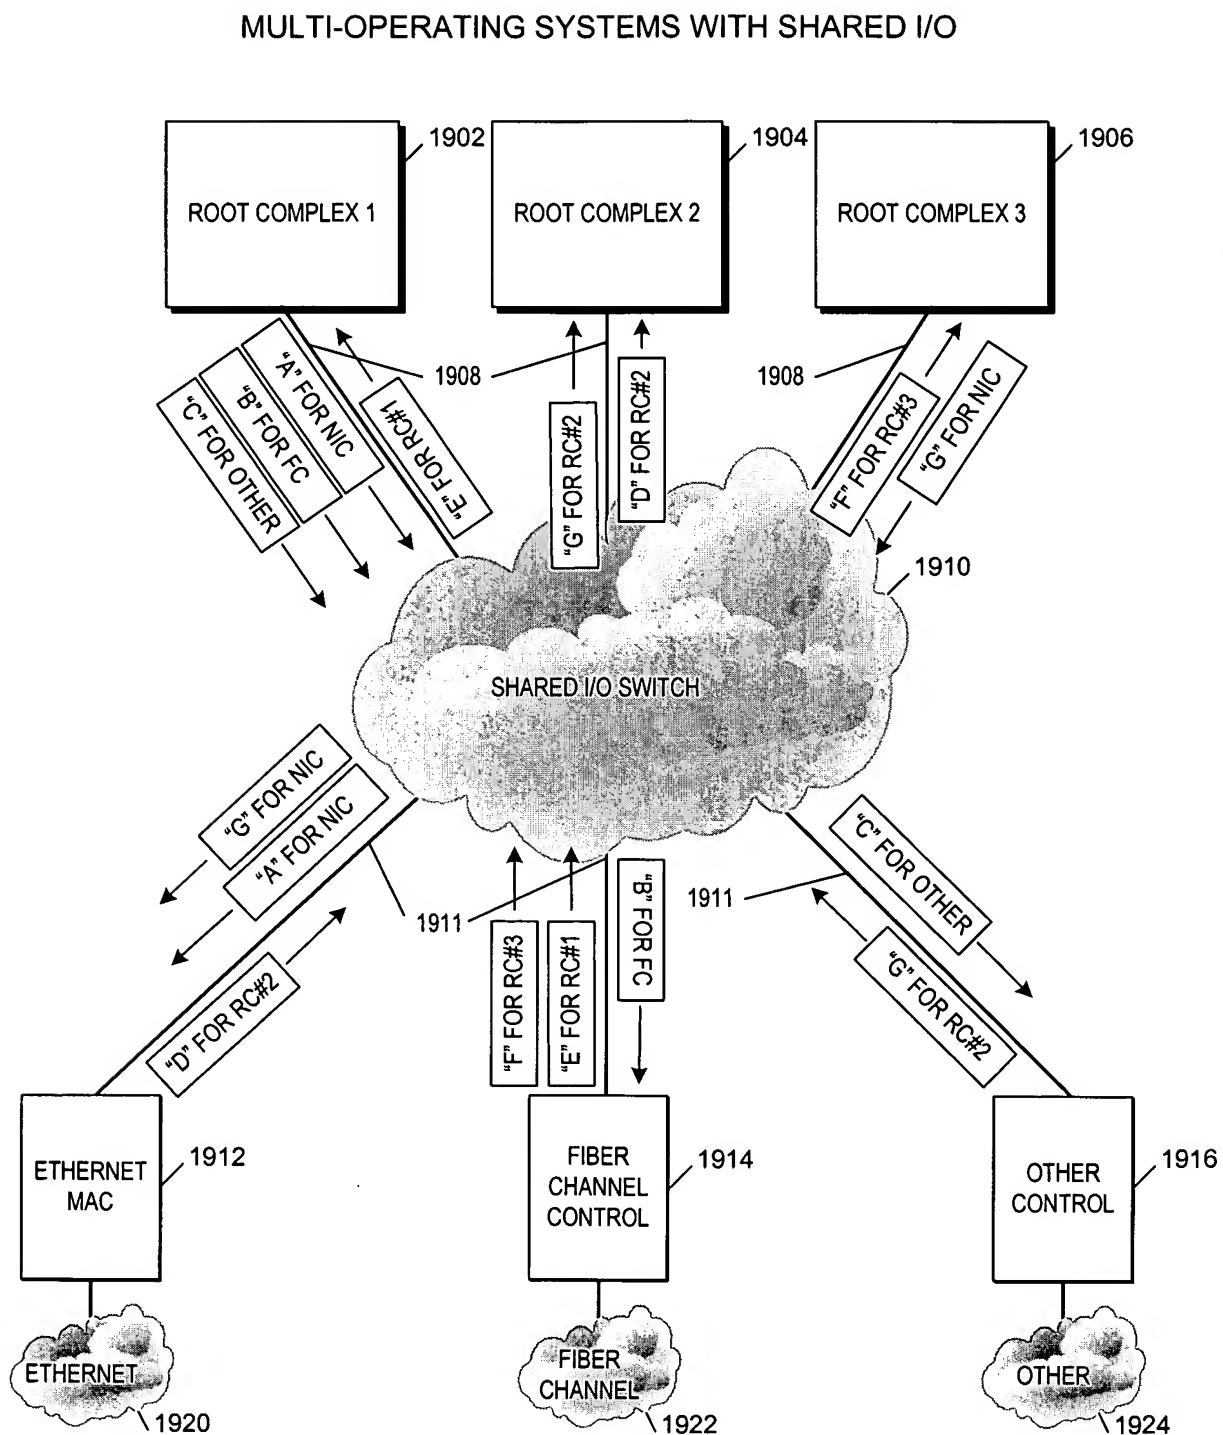 MULTI-OPERATING SYSTEMS WITH SHARED I/O
1902
1904
1906
ROOT COMPLEX 1
ROOT COMPLEX 2
ROOT COMPLEX 3
1908
1908
"A" FOR NIC
"B" FOR FC
"C" FOR OTHER
"E" FOR RC#1
"G" FOR RC#2
"D" FOR RC#2
"F" FOR RC#3
"G" FOR NIC
1910
SHARED I/O SWITCH
"G" FOR NIC
"A" FOR NIC
"D" FOR RC#2
1911
"F" FOR RC#3
"E" FOR RC#1
"B" FOR FC
1911
"C" FOR OTHER
"G" FOR RC#2
ETHERNET
MAC
1912
FIBER
CHANNEL
CONTROL
1914
OTHER
CONTROL
1916
ETHERNET
1920
FIBER
CHANNEL
1922
OTHER
1924